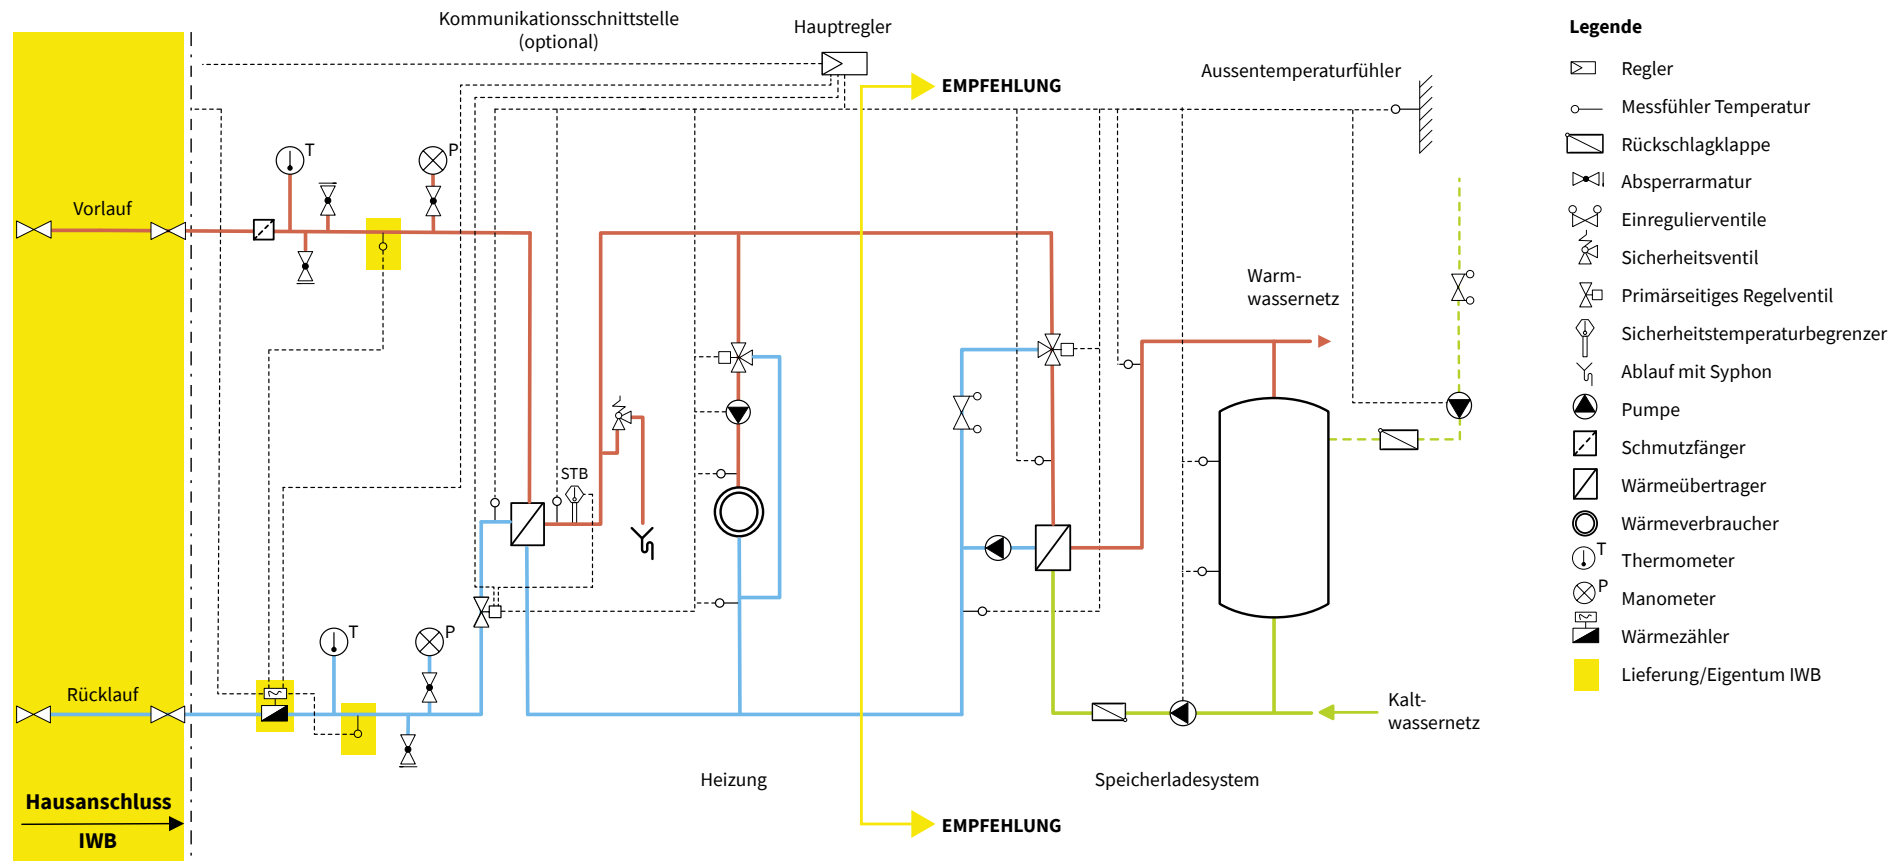 Kommunikationsschnittstelle
(optional)
Hauptregler
EMPFEHLUNG
Aussentemperaturfühler
T
P
Vorlauf
Warm-
wassernetz
STB
T
P
Rücklauf
Kalt-
wassernetz
Heizung
Speicherladesystem
Hausanschluss
IWB
EMPFEHLUNG
Legende
Regler
Messfühler Temperatur
Rückschlagklappe
Absperrarmatur
Einregulierventile
Sicherheitsventil
Primärseitiges Regelventil
Sicherheitstemperaturbegrenzer
Ablauf mit Syphon
Pumpe
Schmutzfänger
Wärmeübertrager
Wärmeverbraucher
T Thermometer
P Manometer
Wärmezähler
Lieferung/Eigentum IWB